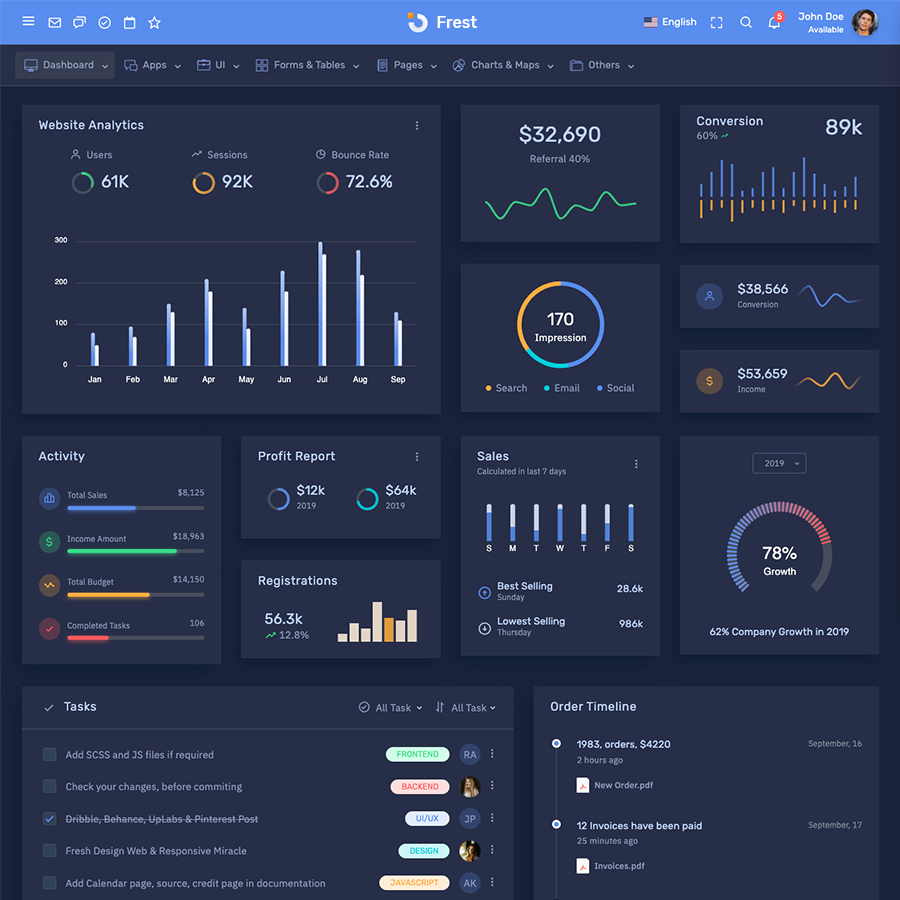 Frest
English
5
John Doe
Available
Dashboard
Apps
UI
Forms & Tables
Pages
Charts & Maps
Others
Website Analytics
Users
61K
Sessions
92K
Bounce Rate
72.6%
300
200
100
0
Jan Feb Mar Apr May Jun Jul Aug Sep
$32,690
Referral 40%
Conversion
60%
89k
170
Impression
Search Email Social
$38,566
Conversion
$53,659
Income
Activity
Total Sales $8,125
Income Amount $18,963
Total Budget $14,150
Completed Tasks 106
Profit Report
$12k
2019
$64k
2019
Registrations
56.3k
12.8%
Sales
Calculated in last 7 days
S M T W T F S
Best Selling
Sunday
28.6k
Lowest Selling
Thursday
986k
2019
78%
Growth
62% Company Growth in 2019
Tasks
All Task
All Task
Add SCSS and JS files if required FRONTEND RA
Check your changes, before commiting BACKEND
Dribble, Behance, UpLabs & Pinterest Post UI/UX JP
Fresh Design Web & Responsive Miracle DESIGN
Add Calendar page, source, credit page in documentation JAVASCRIPT AK
Order Timeline
1983, orders, $4220 September, 16
2 hours ago
New Order.pdf
12 Invoices have been paid September, 17
25 minutes ago
Invoices.pdf